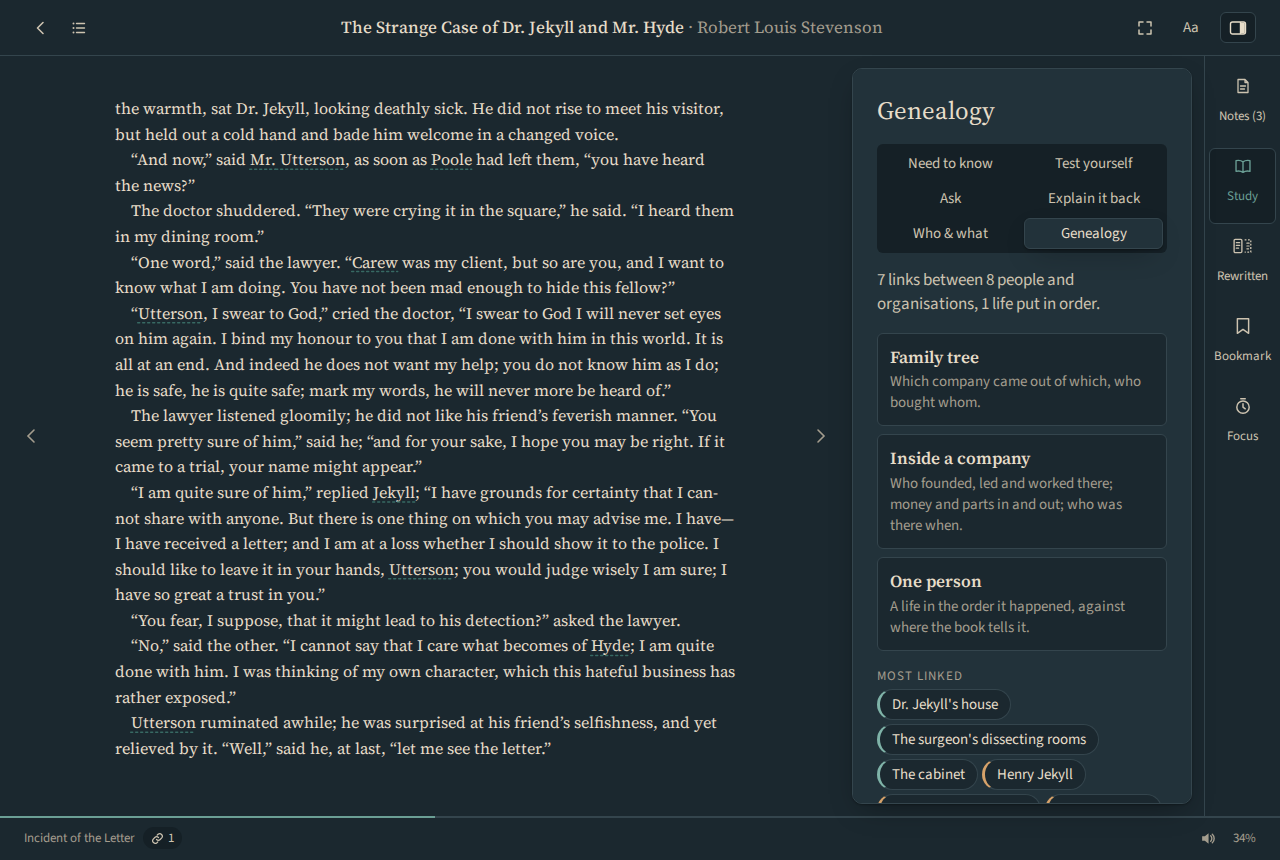 The Strange Case of Dr. Jekyll and Mr. Hyde · Robert Louis Stevenson
Aa
the warmth, sat Dr. Jekyll, looking deathly sick. He did not rise to meet his visitor,
but held out a cold hand and bade him welcome in a changed voice.
“And now,” said Mr. Utterson, as soon as Poole had left them, “you have heard
the news?”
The doctor shuddered. “They were crying it in the square,” he said. “I heard them
in my dining room.”
“One word,” said the lawyer. “Carew was my client, but so are you, and I want to
know what I am doing. You have not been mad enough to hide this fellow?”
“Utterson, I swear to God,” cried the doctor, “I swear to God I will never set eyes
on him again. I bind my honour to you that I am done with him in this world. It is
all at an end. And indeed he does not want my help; you do not know him as I do;
he is safe, he is quite safe; mark my words, he will never more be heard of.”
The lawyer listened gloomily; he did not like his friend’s feverish manner. “You
seem pretty sure of him,” said he; “and for your sake, I hope you may be right. If it
came to a trial, your name might appear.”
“I am quite sure of him,” replied Jekyll; “I have grounds for certainty that I can-
not share with anyone. But there is one thing on which you may advise me. I have—
I have received a letter; and I am at a loss whether I should show it to the police. I
should like to leave it in your hands, Utterson; you would judge wisely I am sure; I
have so great a trust in you.”
“You fear, I suppose, that it might lead to his detection?” asked the lawyer.
“No,” said the other. “I cannot say that I care what becomes of Hyde; I am quite
done with him. I was thinking of my own character, which this hateful business has
rather exposed.”
Utterson ruminated awhile; he was surprised at his friend’s selfishness, and yet
relieved by it. “Well,” said he, at last, “let me see the letter.”
Genealogy
Need to know
Test yourself
Ask
Explain it back
Who & what
Genealogy
7 links between 8 people and
organisations, 1 life put in order.
Family tree
Which company came out of which, who
bought whom.
Inside a company
Who founded, led and worked there;
money and parts in and out; who was
there when.
One person
A life in the order it happened, against
where the book tells it.
MOST LINKED
Dr. Jekyll's house
The surgeon's dissecting rooms
The cabinet
Henry Jekyll
Notes (3)
Study
Rewritten
Bookmark
Focus
Incident of the Letter
1
34%